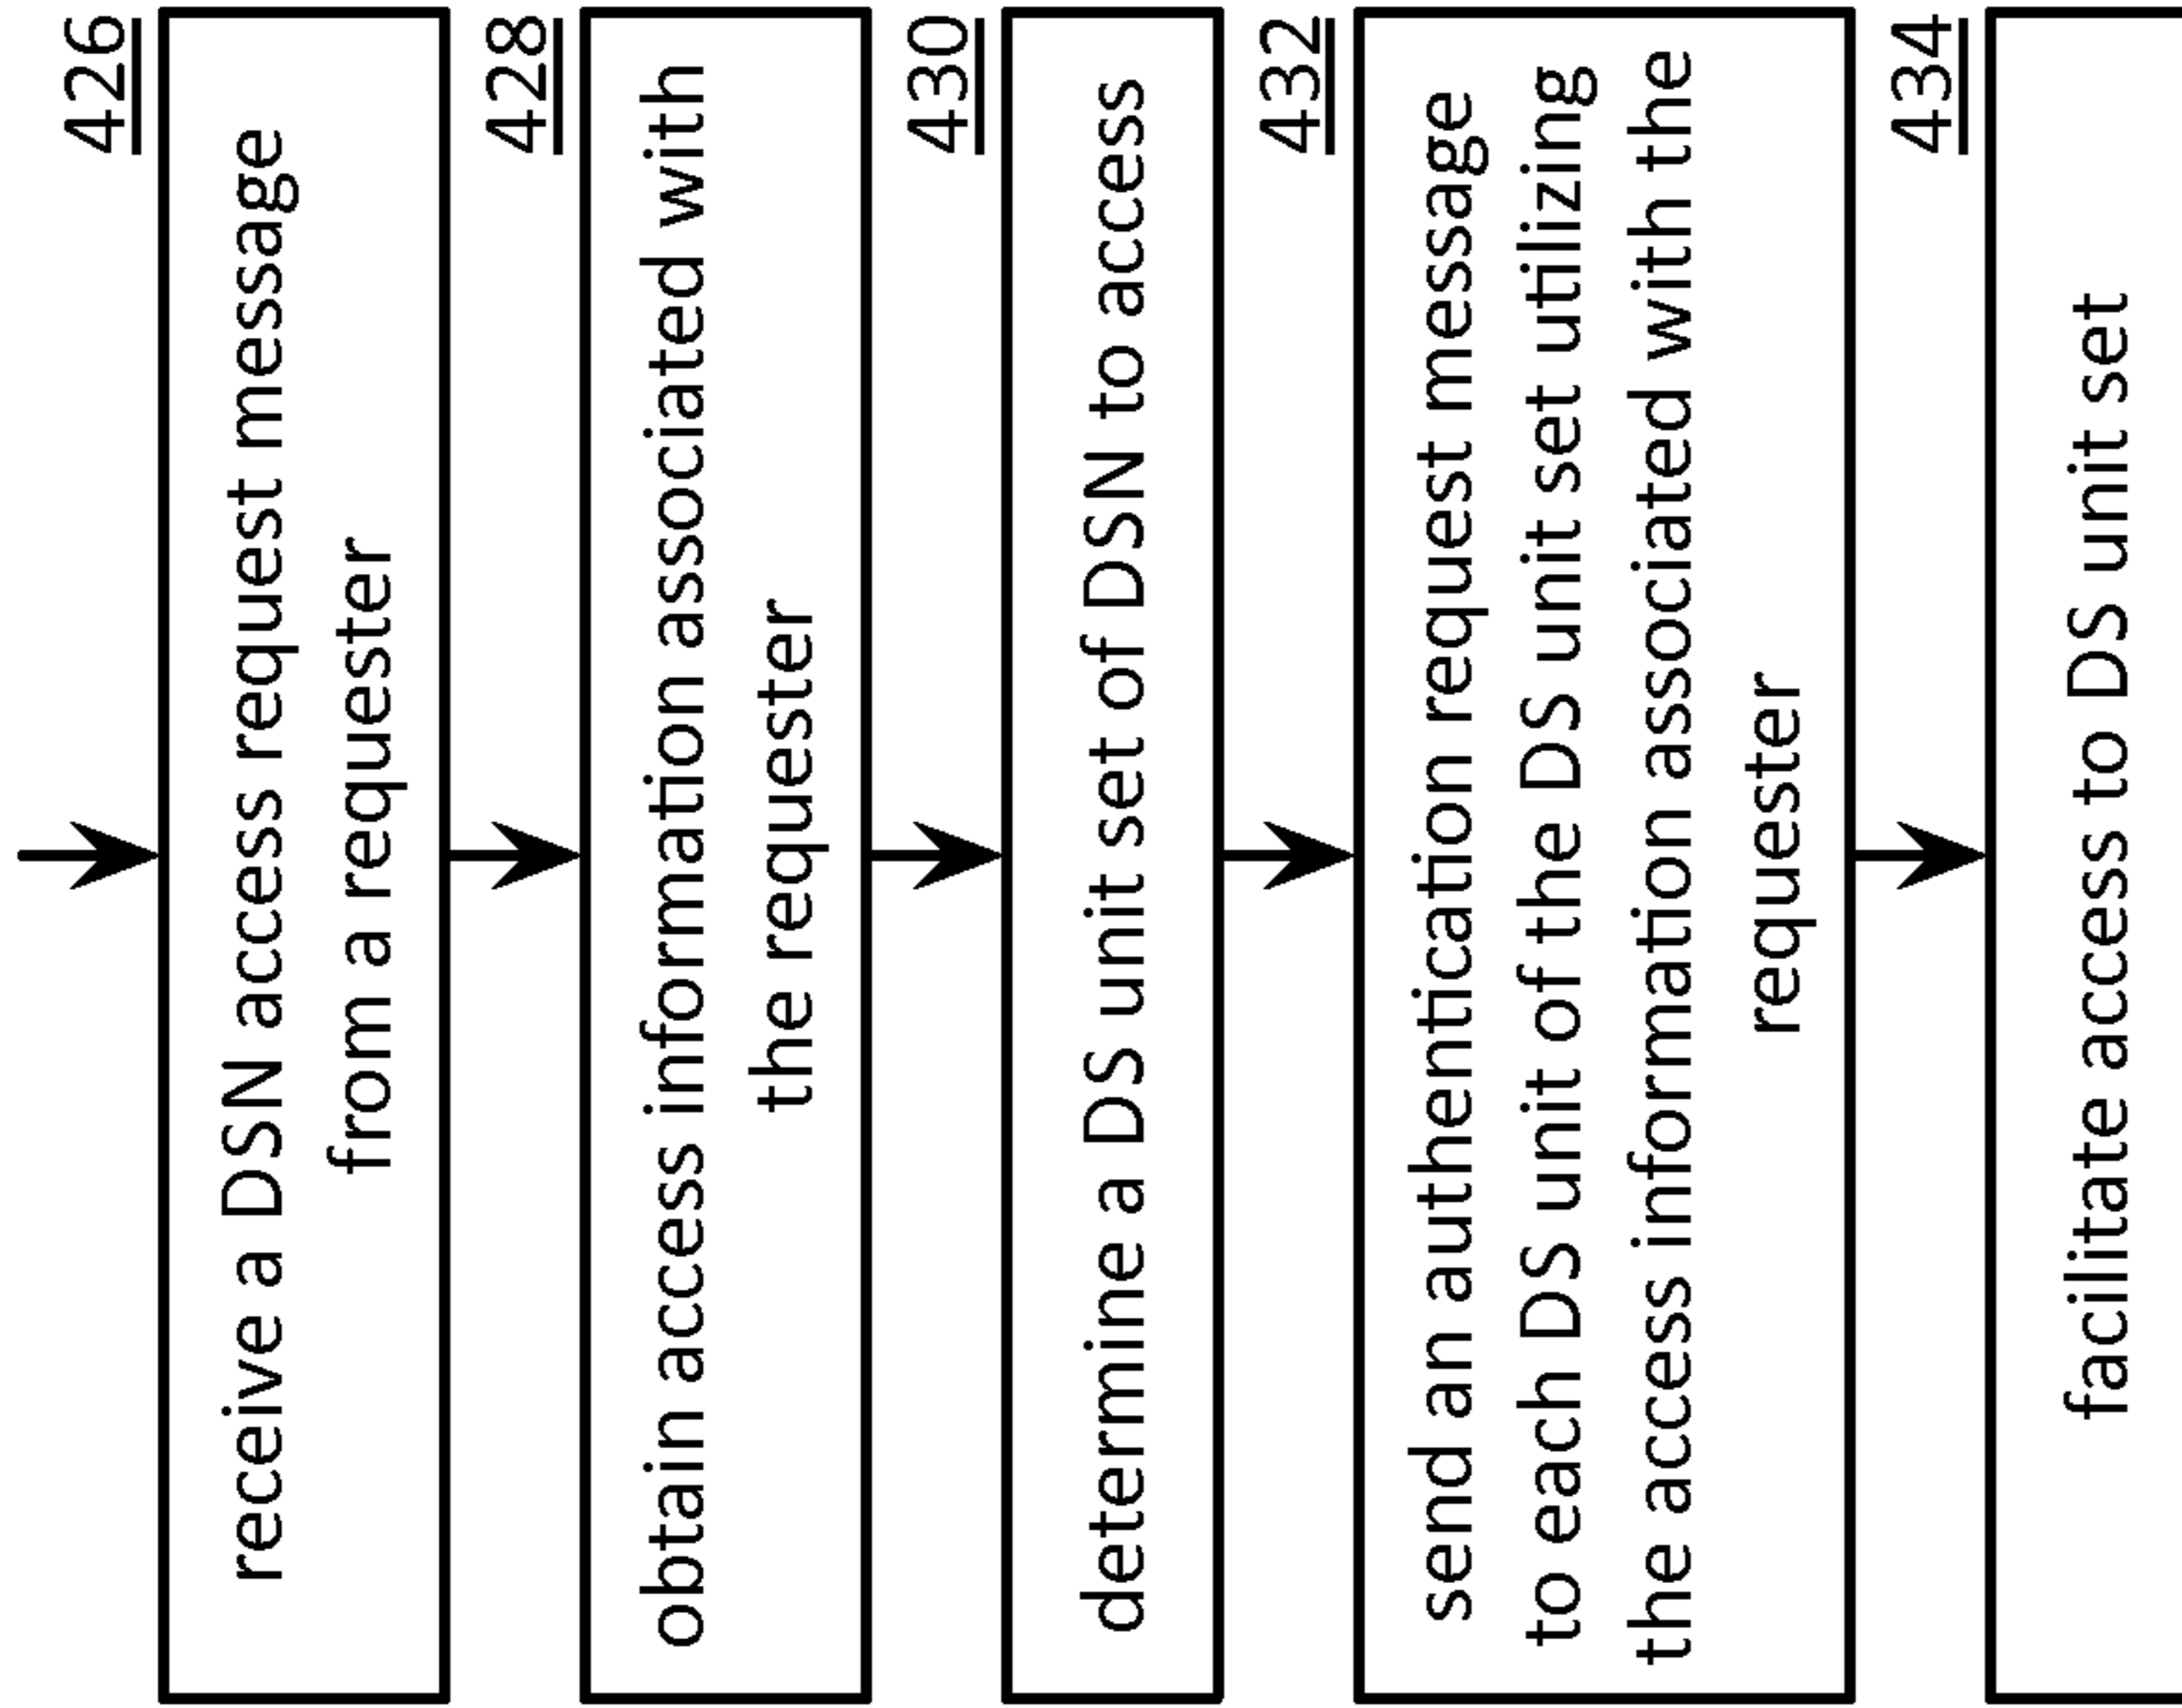 426
receive a DSN access request message
from a requester
428
obtain access information associated with
the requester
430
determine a DS unit set of DSN to access
432
send an authentication request message
to each DS unit of the DS unit set utilizing
the access information associated with the
requester
434
facilitate access to DS unit set